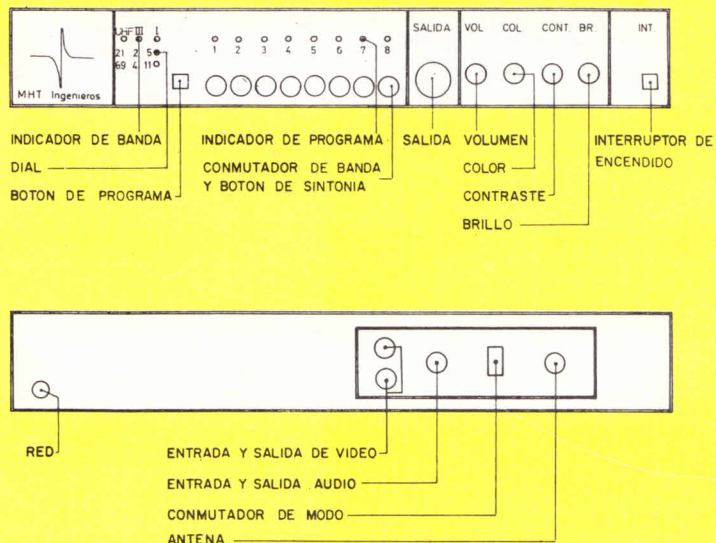 UHF III I
21 2 5
69 4 11
1 2 3 4 5 6 7 8
SALIDA
VOL COL CONT. BR.
INT.
MHT Ingenieros
INDICADOR DE BANDA
DIAL
BOTON DE PROGRAMA
INDICADOR DE PROGRAMA
CONMUTADOR DE BANDA
Y BOTON DE SINTONIA
SALIDA
VOLUMEN
COLOR
CONTRASTE
BRILLO
INTERRUPTOR DE
ENCENDIDO
RED
ENTRADA Y SALIDA DE VIDEO
ENTRADA Y SALIDA AUDIO
CONMUTADOR DE MODO
ANTENA